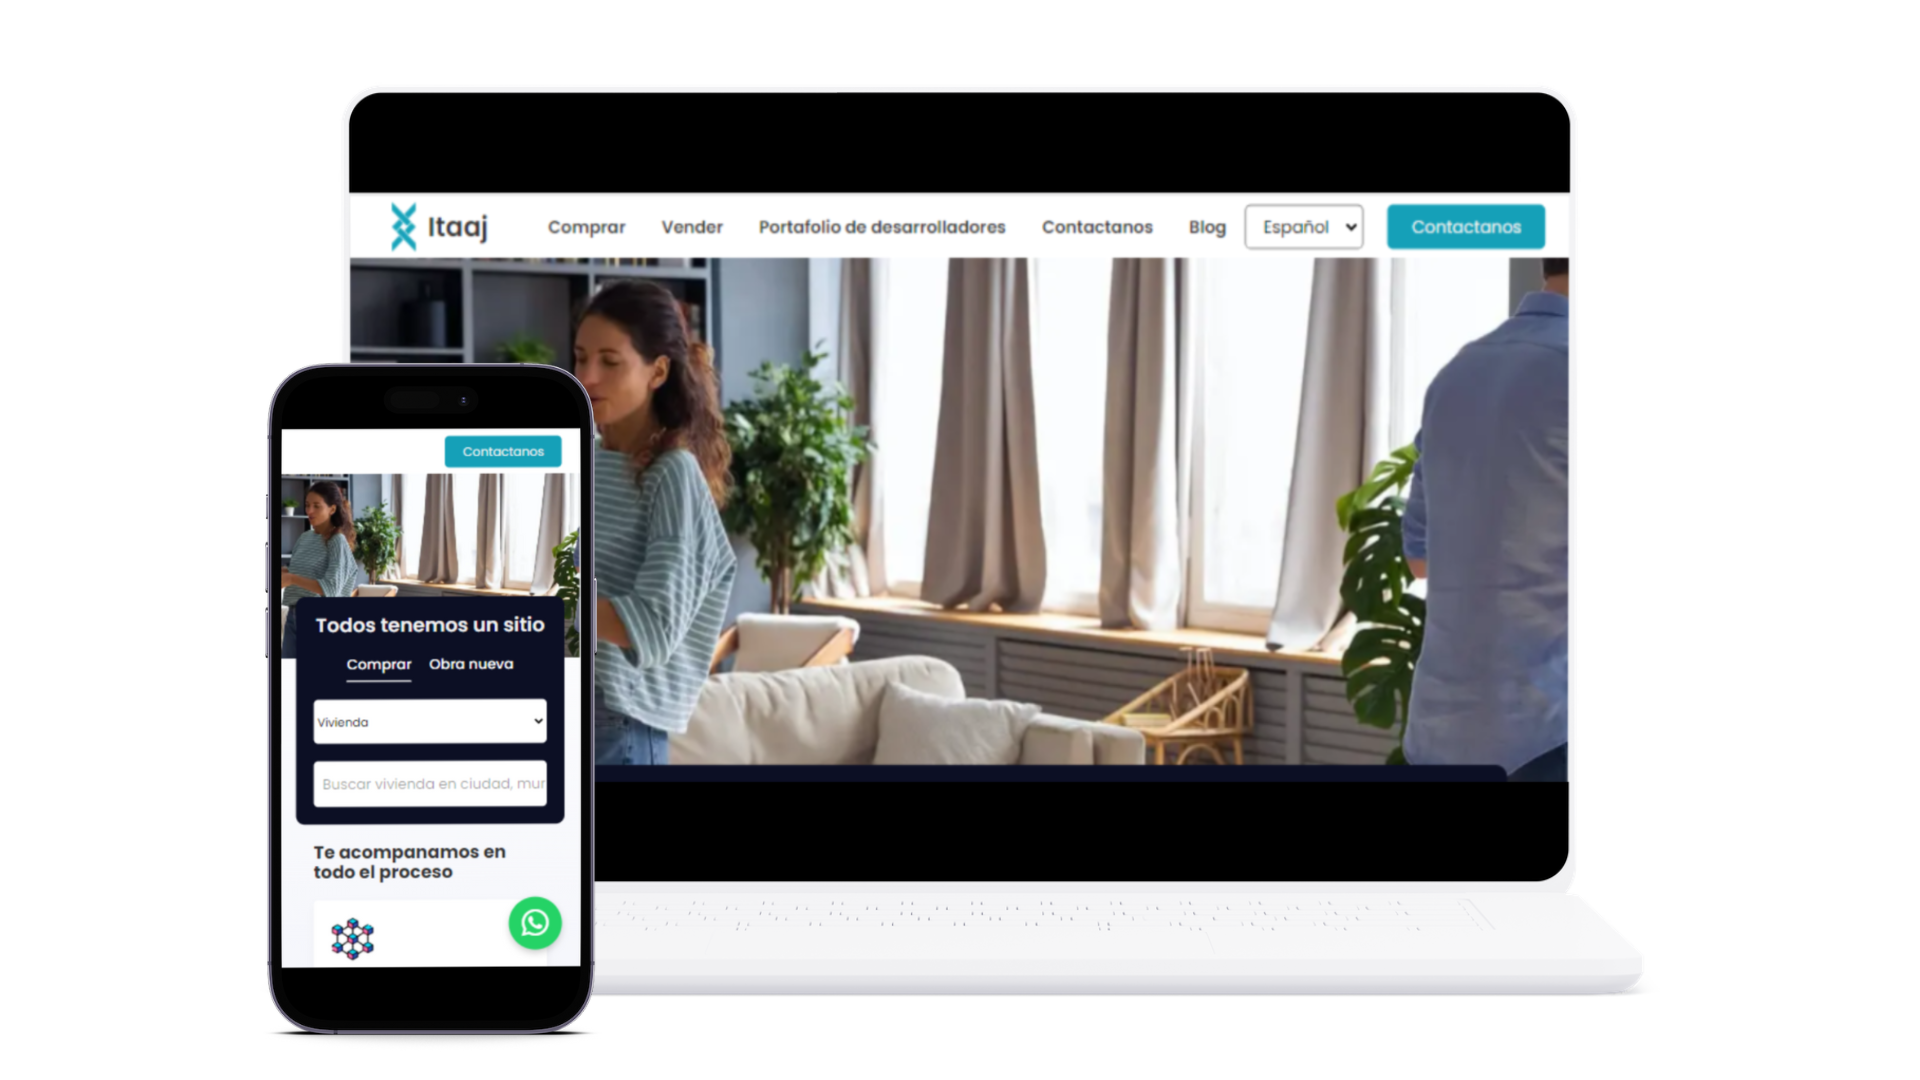 Itaaj
Comprar
Vender
Portafolio de desarrolladores
Contactanos
Blog
Español
Contactanos
Contactanos
Todos tenemos un sitio
Comprar Obra nueva
Vivienda
Buscar vivienda en ciudad, mur
Te acompanamos en
todo el proceso